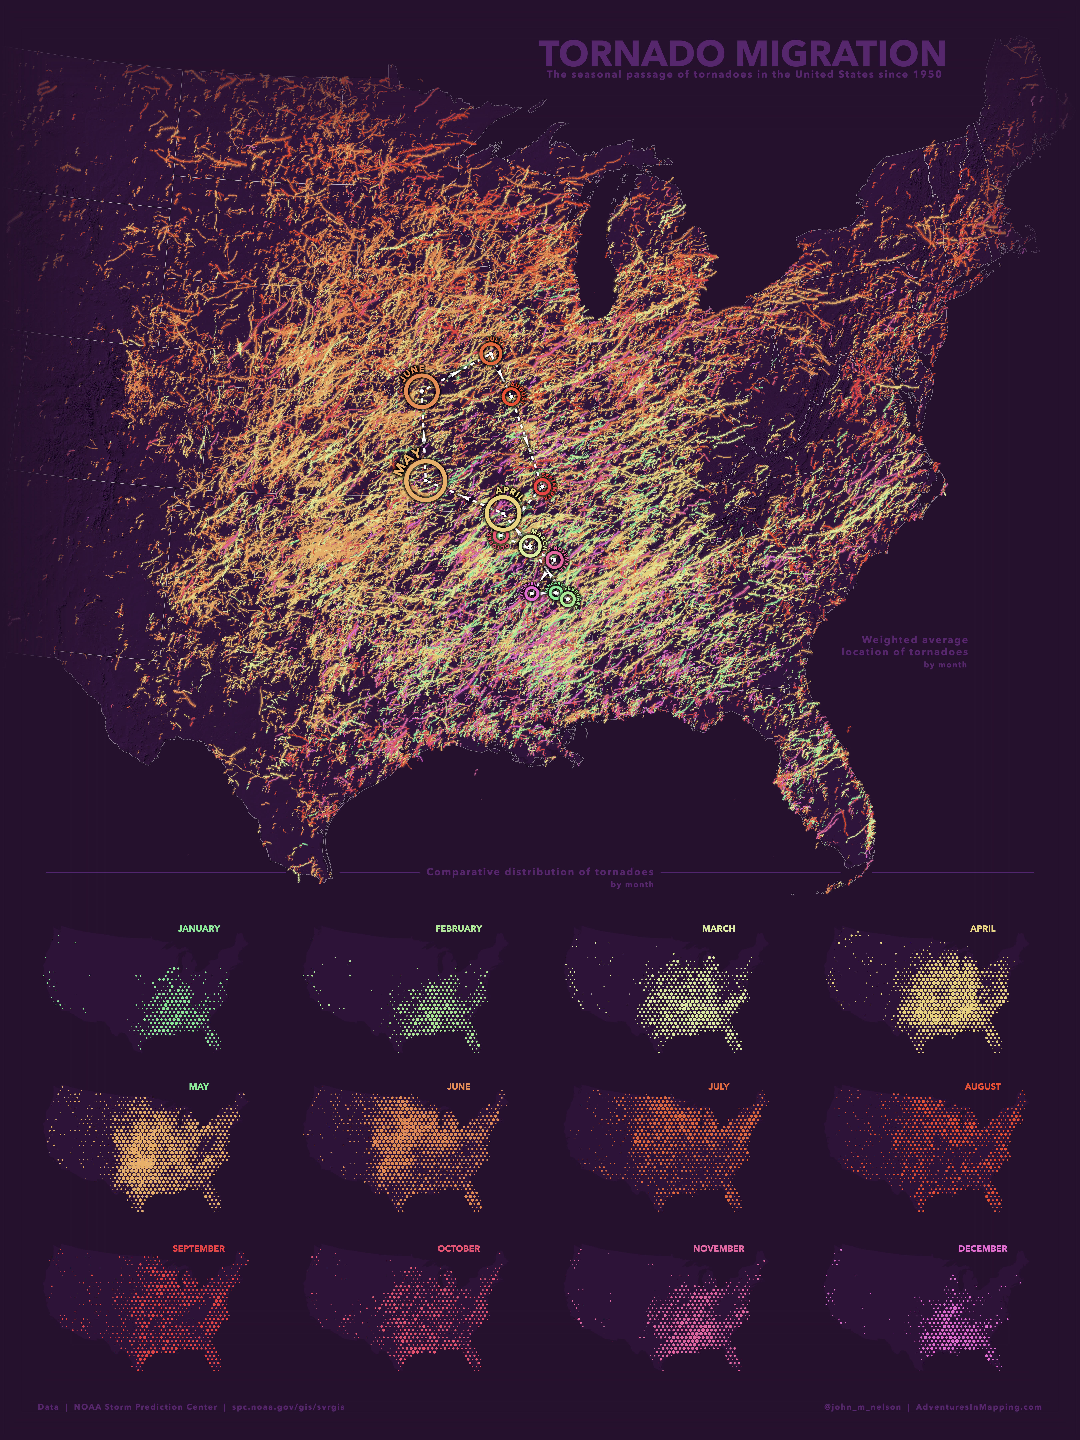 TORNADO MIGRATION
The seasonal passage of tornadoes in the United States since 1950
JUNE
MAY
APRIL
Weighted average
location of tornadoes
by month
Comparative distribution of tornadoes
by month
JANUARY
FEBRUARY
MARCH
APRIL
MAY
JUNE
JULY
AUGUST
SEPTEMBER
OCTOBER
NOVEMBER
DECEMBER
Data | NOAA Storm Prediction Center | spc.noaa.gov/gis/svrgis
@john_m_nelson | AdventuresInMapping.com